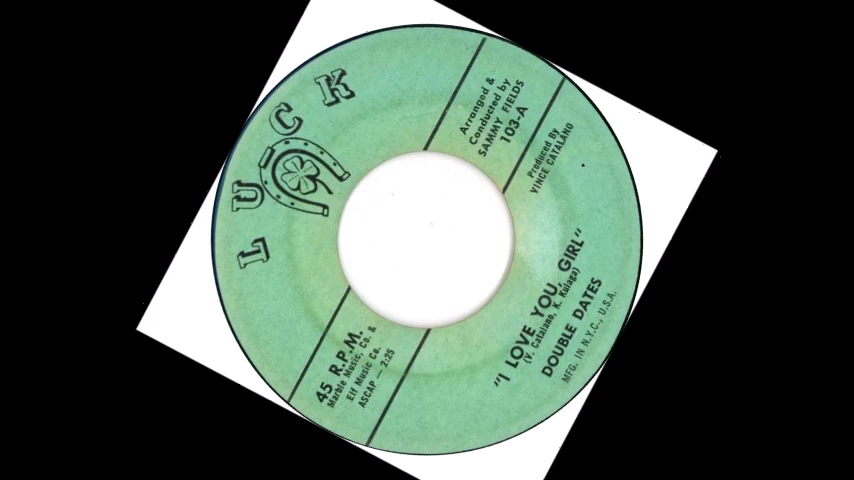 LUCK
45 R.P.M.
Marble Music, Co. &
Elf Music Co.
ASCAP — 2:25
Arranged &
Conducted by
SAMMY FIELDS
103-A
Produced By
VINCE CATALANO
"I LOVE YOU, GIRL"
(V. Catalano, K. Kulaga)
DOUBLE DATES
MFG. IN N.Y.C., U.S.A.